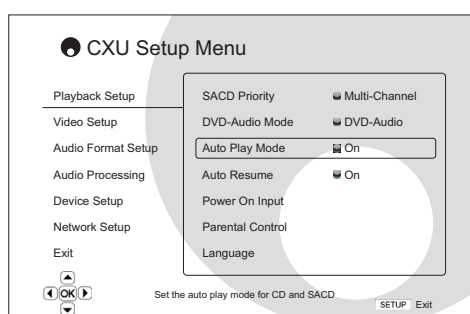 CXU Setup Menu
Playback Setup
Video Setup
Audio Format Setup
Audio Processing
Device Setup
Network Setup
Exit
SACD Priority Multi-Channel
DVD-Audio Mode DVD-Audio
Auto Play Mode On
Auto Resume On
Power On Input
Parental Control
Language
OK
Set the auto play mode for CD and SACD
SETUP Exit